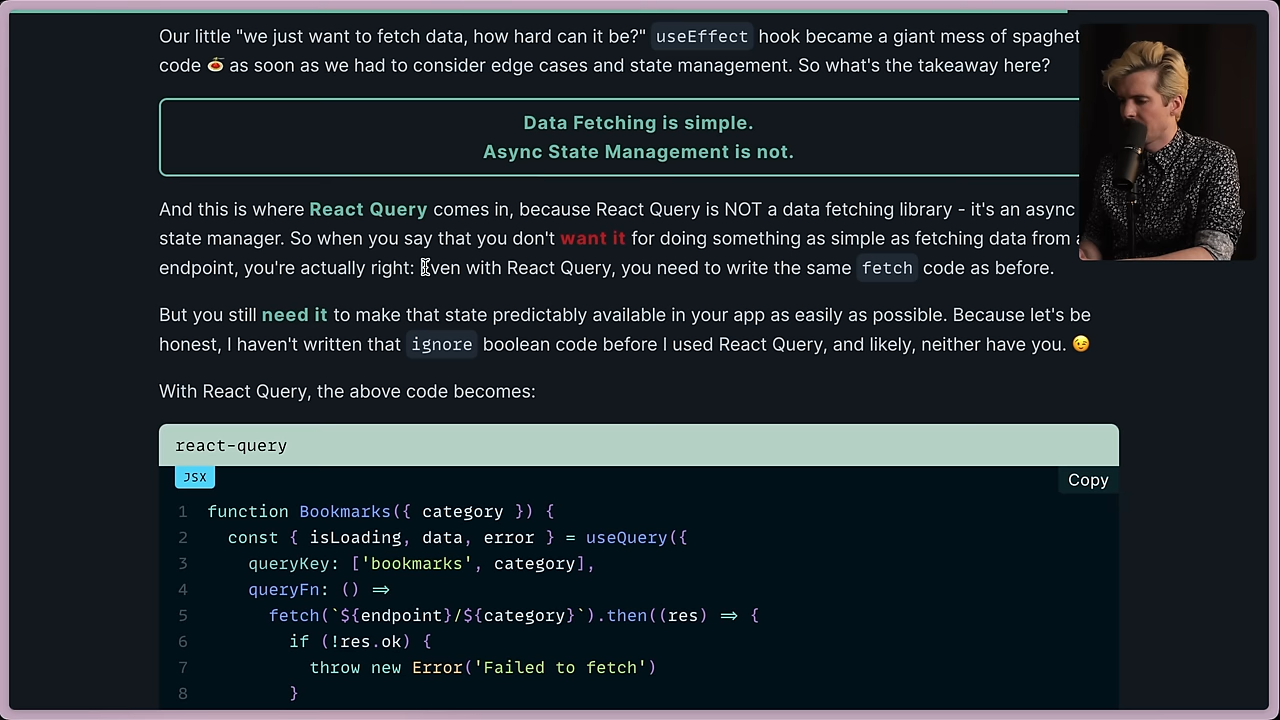 Our little "we just want to fetch data, how hard can it be?" useEffect hook became a giant mess of spaghet
code 🍝 as soon as we had to consider edge cases and state management. So what's the takeaway here?
Data Fetching is simple.
Async State Management is not.
And this is where React Query comes in, because React Query is NOT a data fetching library - it's an async
state manager. So when you say that you don't want it for doing something as simple as fetching data from a
endpoint, you're actually right: Even with React Query, you need to write the same fetch code as before.
But you still need it to make that state predictably available in your app as easily as possible. Because let's be
honest, I haven't written that ignore boolean code before I used React Query, and likely, neither have you. 😉
With React Query, the above code becomes:
react-query
JSX
Copy
1 function Bookmarks({ category }) {
2 const { isLoading, data, error } = useQuery({
3 queryKey: ['bookmarks', category],
4 queryFn: () ⇒
5 fetch(`${endpoint}/${category}`).then((res) ⇒ {
6 if (!res.ok) {
7 throw new Error('Failed to fetch')
8 }